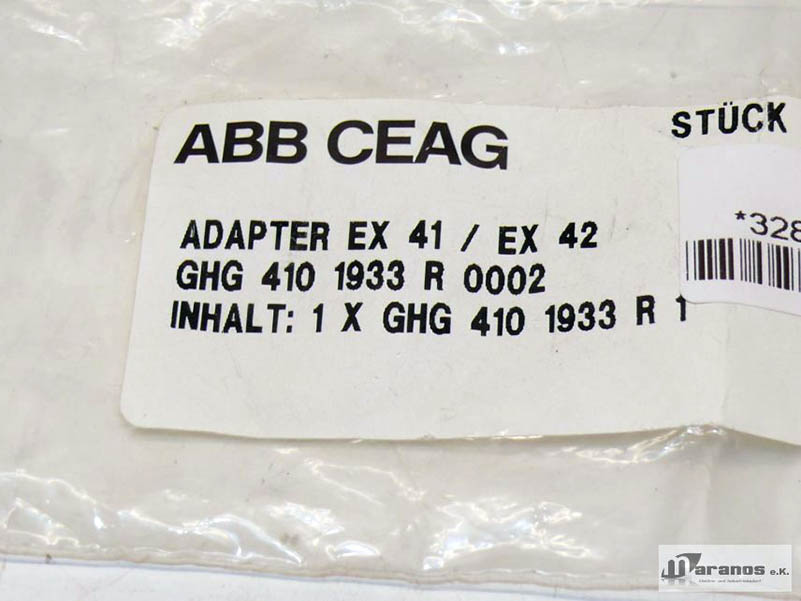 ABB CEAG
STÜCK
*328
ADAPTER EX 41 / EX 42
GHG 410 1933 R 0002
INHALT: 1 X GHG 410 1933 R 1
Maranos e.K.